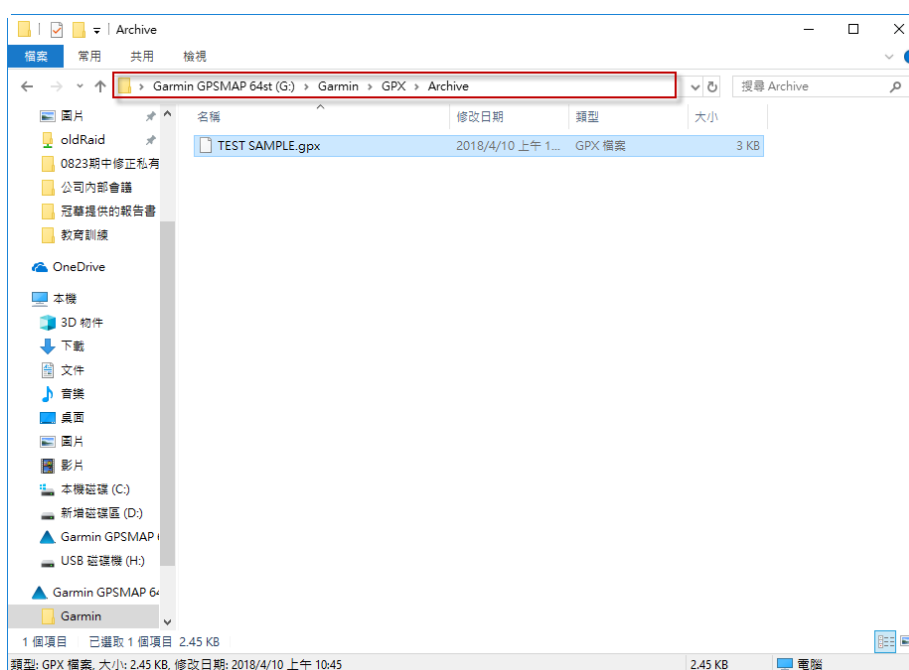 Archive
檔案 常用 共用 檢視
Garmin GPSMAP 64st (G:) › Garmin › GPX › Archive
搜尋 Archive
名稱 修改日期 類型 大小
TEST SAMPLE.gpx 2018/4/10 上午 1... GPX 檔案 3 KB
圖片
oldRaid
0823期中修正私有
公司內部會議
冠華提供的報告書
教育訓練
OneDrive
本機
3D 物件
下載
文件
音樂
桌面
圖片
影片
本機磁碟 (C:)
新增磁碟區 (D:)
Garmin GPSMAP
USB 磁碟機 (H:)
Garmin GPSMAP 64
Garmin
1 個項目 已選取 1 個項目 2.45 KB
類型: GPX 檔案, 大小: 2.45 KB, 修改日期: 2018/4/10 上午 10:45 2.45 KB 電腦